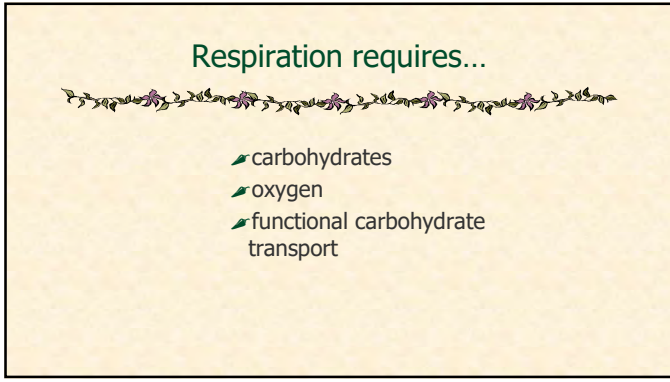 Respiration requires…
carbohydrates
oxygen
functional carbohydrate
transport